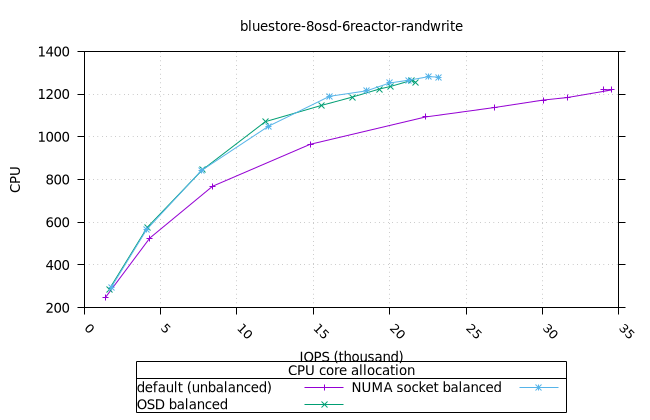 bluestore-8osd-6reactor-randwrite
1400
1200
1000
800
600
400
200
CPU
0 5 10 15 20 25 30 35
IOPS (thousand)
CPU core allocation
default (unbalanced) NUMA socket balanced
OSD balanced